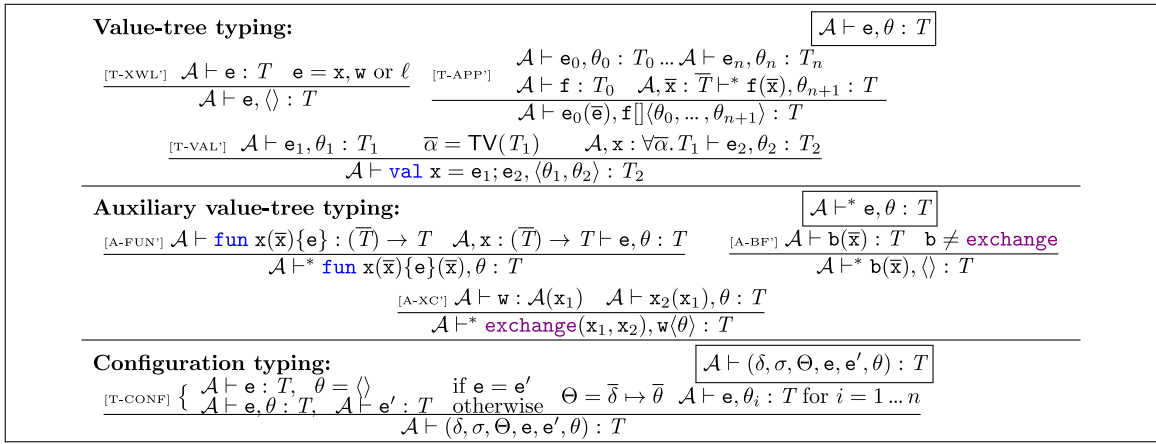 Value-tree typing: 𝒜 ⊢ e, θ : T
𝒜 ⊢ e₀, θ₀ : T₀ … 𝒜 ⊢ eₙ, θₙ : Tₙ
[T-XWL'] 𝒜 ⊢ e : T e = x, w or ℓ [T-APP'] 𝒜 ⊢ f : T₀ 𝒜, x̅ : T̅ ⊢* f(x̅), θₙ₊₁ : T
𝒜 ⊢ e, ⟨⟩ : T 𝒜 ⊢ e₀(e̅), f[]⟨θ₀, … , θₙ₊₁⟩ : T
[T-VAL'] 𝒜 ⊢ e₁, θ₁ : T₁ α̅ = TV(T₁) 𝒜, x : ∀α̅.T₁ ⊢ e₂, θ₂ : T₂
𝒜 ⊢ val x = e₁; e₂, ⟨θ₁, θ₂⟩ : T₂
Auxiliary value-tree typing: 𝒜 ⊢* e, θ : T
[A-FUN'] 𝒜 ⊢ fun x(x̅){e} : (T̅) → T 𝒜, x : (T̅) → T ⊢ e, θ : T [A-BF'] 𝒜 ⊢ b(x̅) : T b ≠ exchange
𝒜 ⊢* fun x(x̅){e}(x̅), θ : T 𝒜 ⊢* b(x̅), ⟨⟩ : T
[A-XC'] 𝒜 ⊢ w : 𝒜(x₁) 𝒜 ⊢ x₂(x₁), θ : T
𝒜 ⊢* exchange(x₁, x₂), w⟨θ⟩ : T
Configuration typing: 𝒜 ⊢ (δ, σ, Θ, e, e′, θ) : T
[T-CONF] { 𝒜 ⊢ e : T, θ = ⟨⟩ if e = e′
𝒜 ⊢ e, θ : T, 𝒜 ⊢ e′ : T otherwise Θ = δ̅ ↦ θ̅ 𝒜 ⊢ e, θᵢ : T for i = 1 … n
𝒜 ⊢ (δ, σ, Θ, e, e′, θ) : T